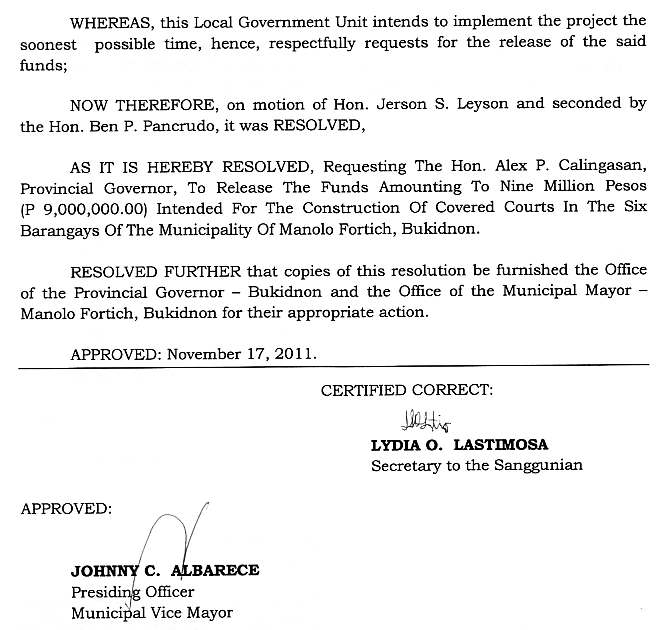 WHEREAS, this Local Government Unit intends to implement the project the
soonest possible time, hence, respectfully requests for the release of the said
funds;
NOW THEREFORE, on motion of Hon. Jerson S. Leyson and seconded by
the Hon. Ben P. Pancrudo, it was RESOLVED,
AS IT IS HEREBY RESOLVED, Requesting The Hon. Alex P. Calingasan,
Provincial Governor, To Release The Funds Amounting To Nine Million Pesos
(P 9,000,000.00) Intended For The Construction Of Covered Courts In The Six
Barangays Of The Municipality Of Manolo Fortich, Bukidnon.
RESOLVED FURTHER that copies of this resolution be furnished the Office
of the Provincial Governor – Bukidnon and the Office of the Municipal Mayor –
Manolo Fortich, Bukidnon for their appropriate action.
APPROVED: November 17, 2011.
CERTIFIED CORRECT:
LYDIA O. LASTIMOSA
Secretary to the Sanggunian
APPROVED:
JOHNNY C. ALBARECE
Presiding Officer
Municipal Vice Mayor